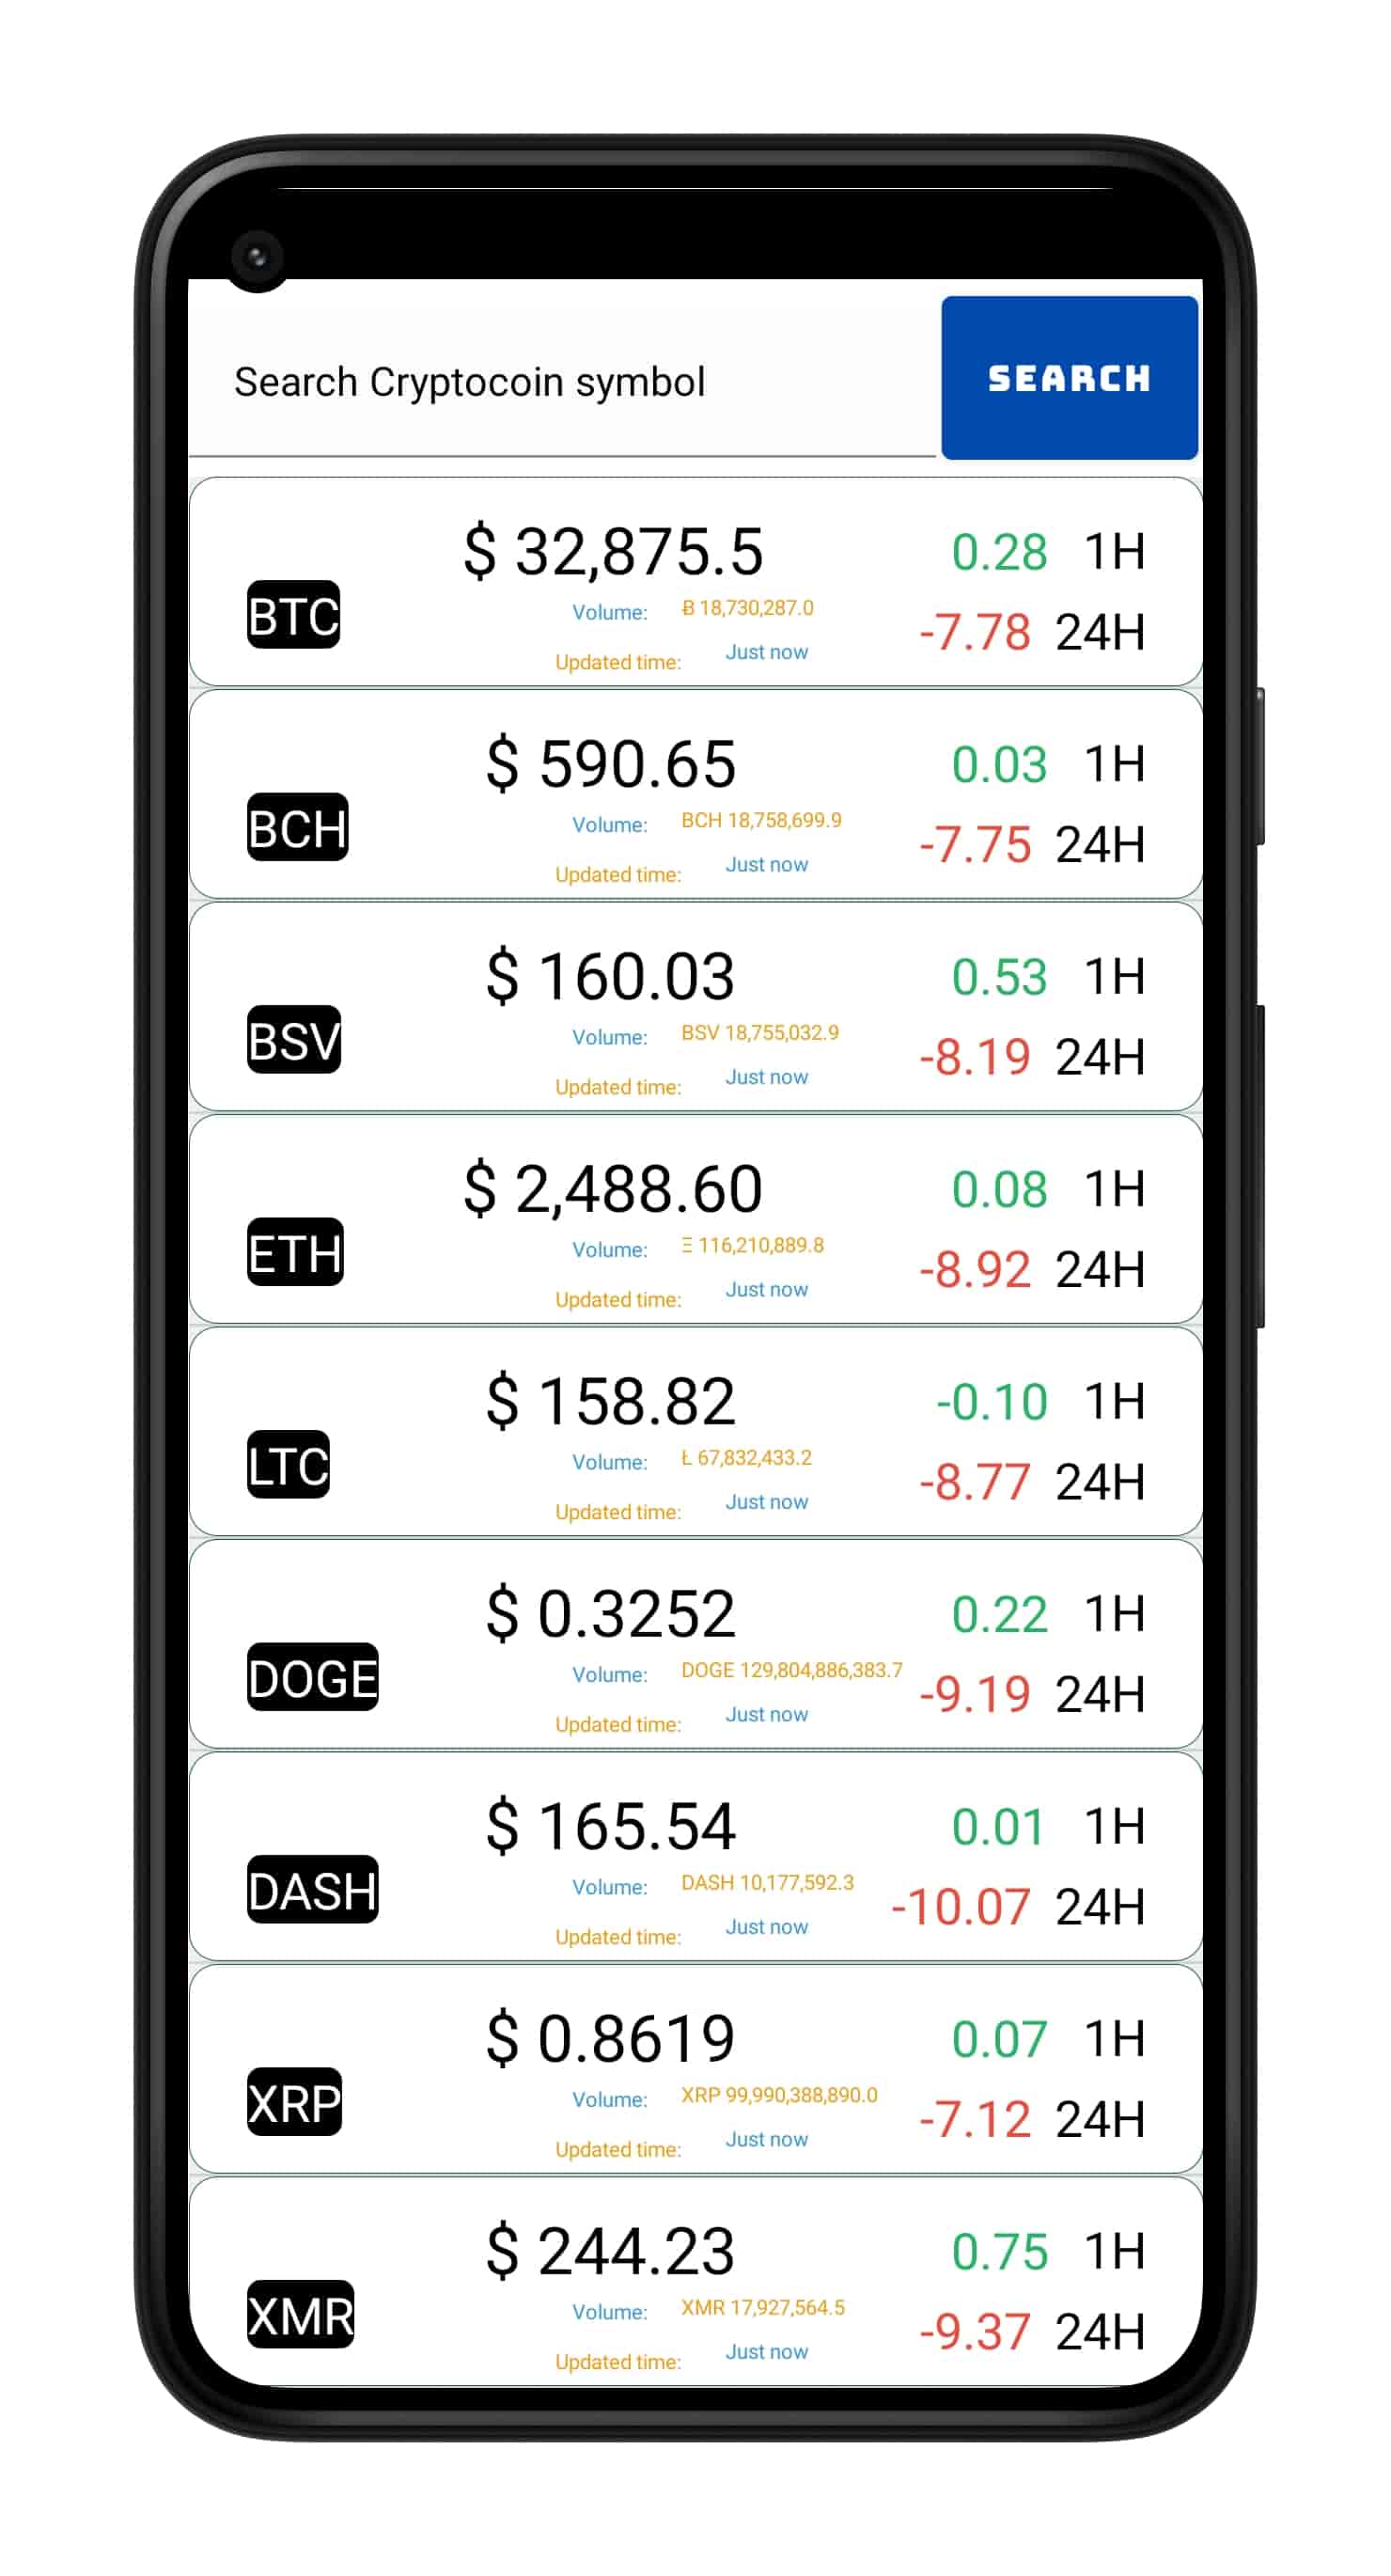 Search Cryptocoin symbol
SEARCH
$ 32,875.5
0.28 1H
BTC
Volume: Ƀ 18,730,287.0
-7.78 24H
Updated time: Just now
$ 590.65
0.03 1H
BCH
Volume: BCH 18,758,699.9
-7.75 24H
Updated time: Just now
$ 160.03
0.53 1H
BSV
Volume: BSV 18,755,032.9
-8.19 24H
Updated time: Just now
$ 2,488.60
0.08 1H
ETH
Volume: Ξ 116,210,889.8
-8.92 24H
Updated time: Just now
$ 158.82
-0.10 1H
LTC
Volume: Ł 67,832,433.2
-8.77 24H
Updated time: Just now
$ 0.3252
0.22 1H
DOGE
Volume: DOGE 129,804,886,383.7
-9.19 24H
Updated time: Just now
$ 165.54
0.01 1H
DASH
Volume: DASH 10,177,592.3
-10.07 24H
Updated time: Just now
$ 0.8619
0.07 1H
XRP
Volume: XRP 99,990,388,890.0
-7.12 24H
Updated time: Just now
$ 244.23
0.75 1H
XMR
Volume: XMR 17,927,564.5
-9.37 24H
Updated time: Just now